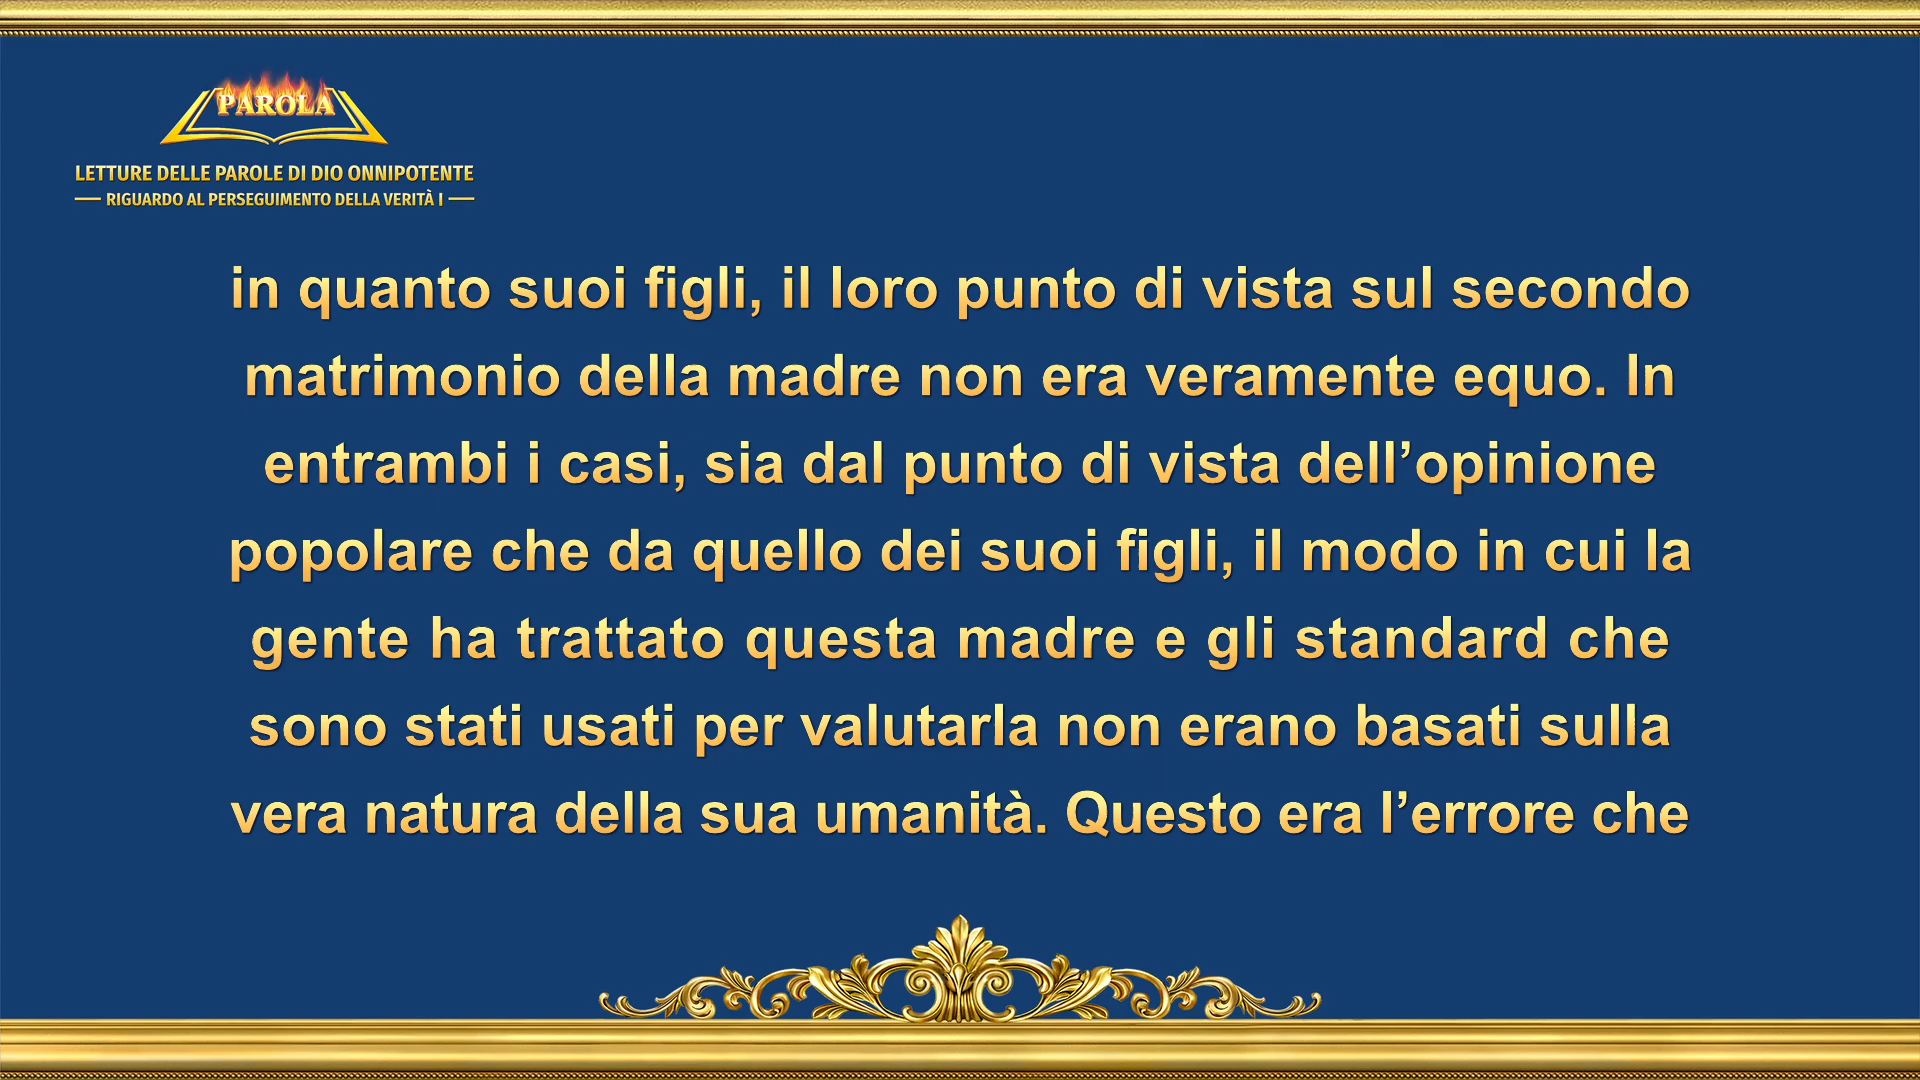 PAROLA
LETTURE DELLE PAROLE DI DIO ONNIPOTENTE
RIGUARDO AL PERSEGUIMENTO DELLA VERITÀ I
in quanto suoi figli, il loro punto di vista sul secondo
matrimonio della madre non era veramente equo. In
entrambi i casi, sia dal punto di vista dell’opinione
popolare che da quello dei suoi figli, il modo in cui la
gente ha trattato questa madre e gli standard che
sono stati usati per valutarla non erano basati sulla
vera natura della sua umanità. Questo era l’errore che